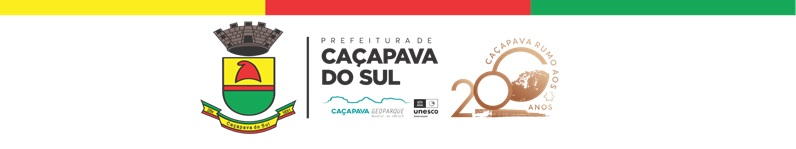 PREFEITURA DE
CAÇAPAVA
DO SUL
CAÇAPAVA GEOPARQUE
unesco
Caçapava do Sul
CAÇAPAVA RUMO AOS
200
ANOS